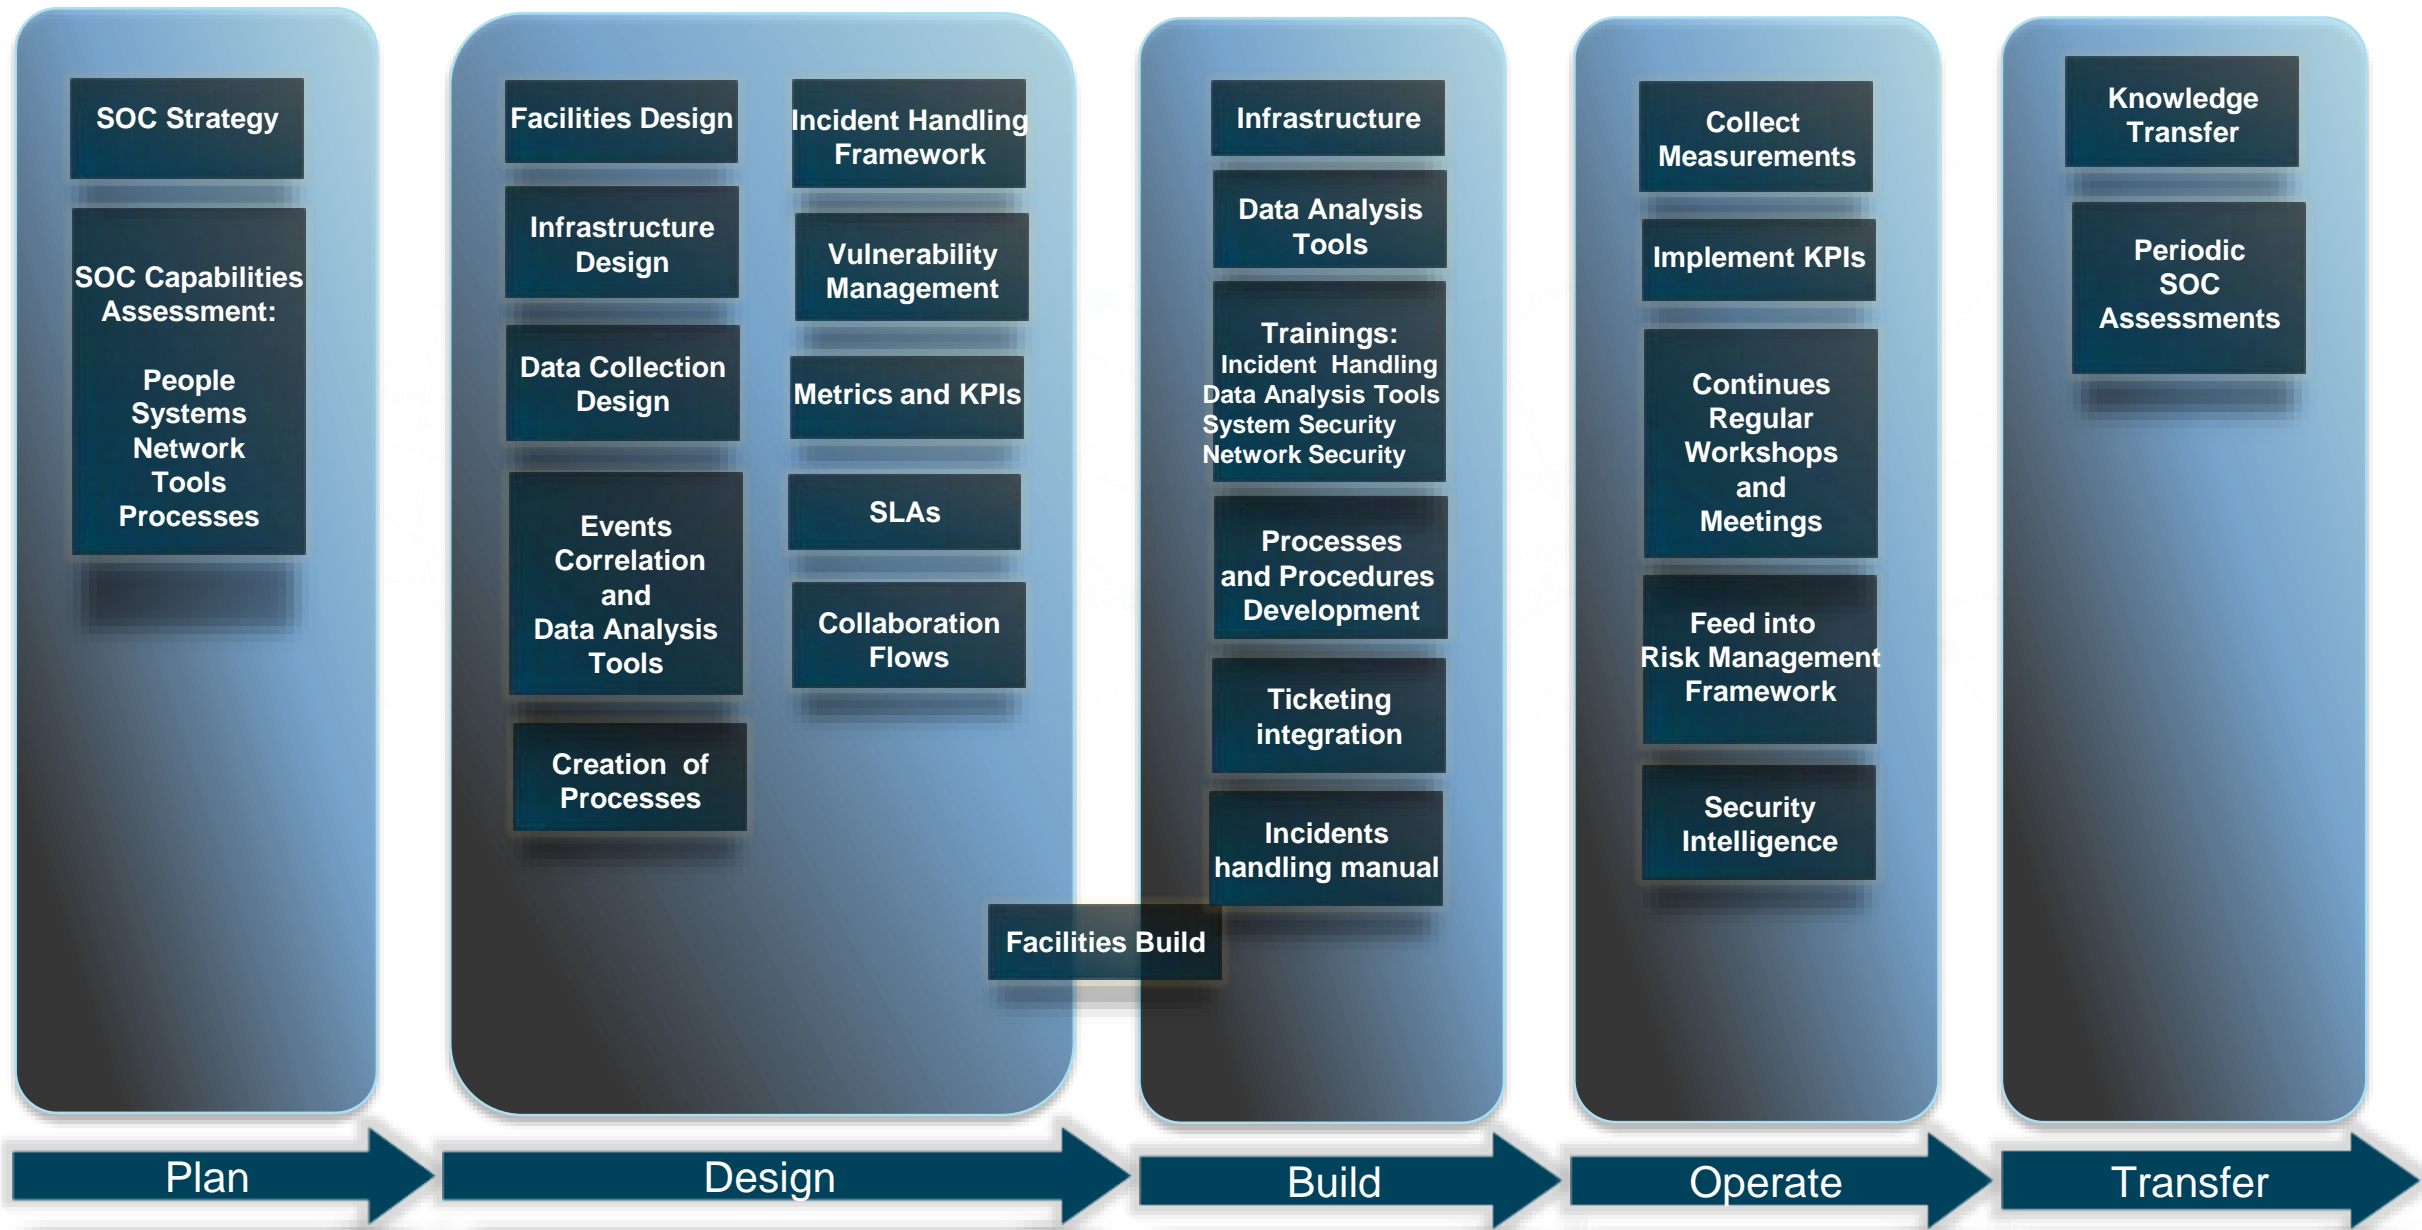 SOC Strategy
SOC Capabilities
Assessment:
People
Systems
Network
Tools
Processes
Facilities Design
Infrastructure
Design
Data Collection
Design
Events
Correlation
and
Data Analysis
Tools
Creation of
Processes
Incident Handling
Framework
Vulnerability
Management
Metrics and KPIs
SLAs
Collaboration
Flows
Facilities Build
Infrastructure
Data Analysis
Tools
Trainings:
Incident Handling
Data Analysis Tools
System Security
Network Security
Processes
and Procedures
Development
Ticketing
integration
Incidents
handling manual
Collect
Measurements
Implement KPIs
Continues
Regular
Workshops
and
Meetings
Feed into
Risk Management
Framework
Security
Intelligence
Knowledge
Transfer
Periodic
SOC
Assessments
Plan
Design
Build
Operate
Transfer